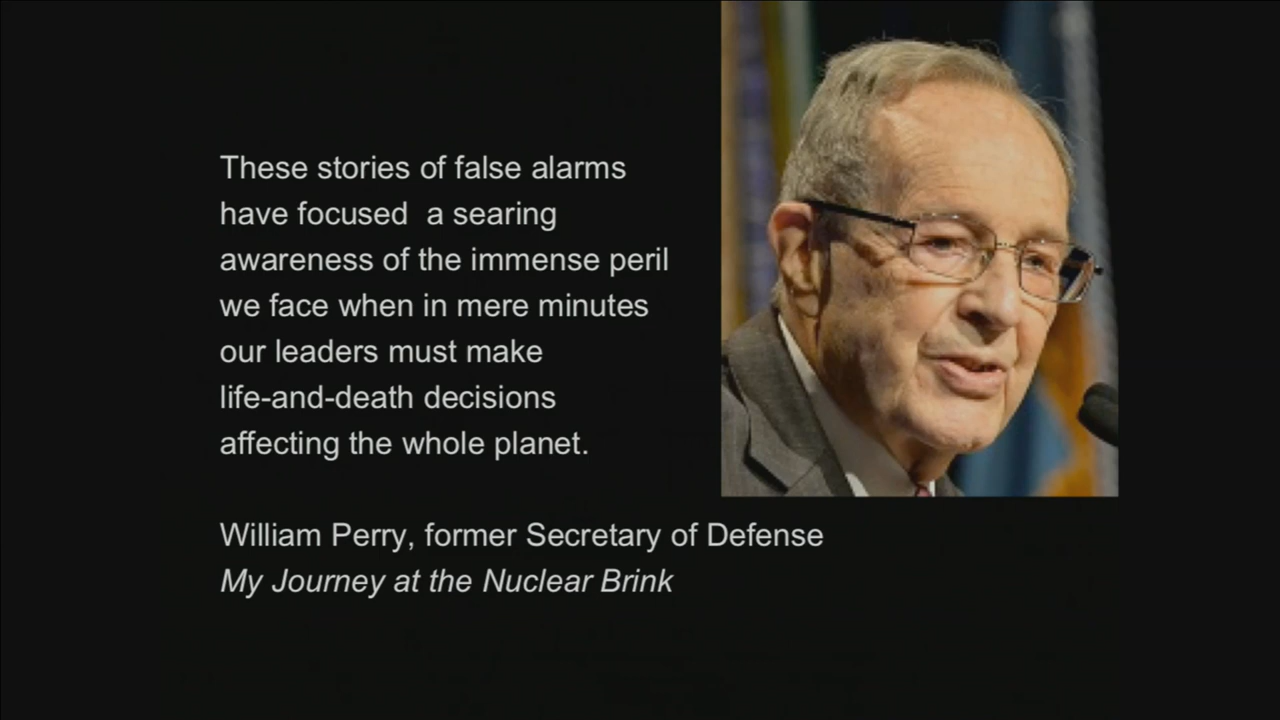 These stories of false alarms
have focused  a searing
awareness of the immense peril
we face when in mere minutes
our leaders must make
life-and-death decisions
affecting the whole planet.
William Perry, former Secretary of Defense
My Journey at the Nuclear Brink